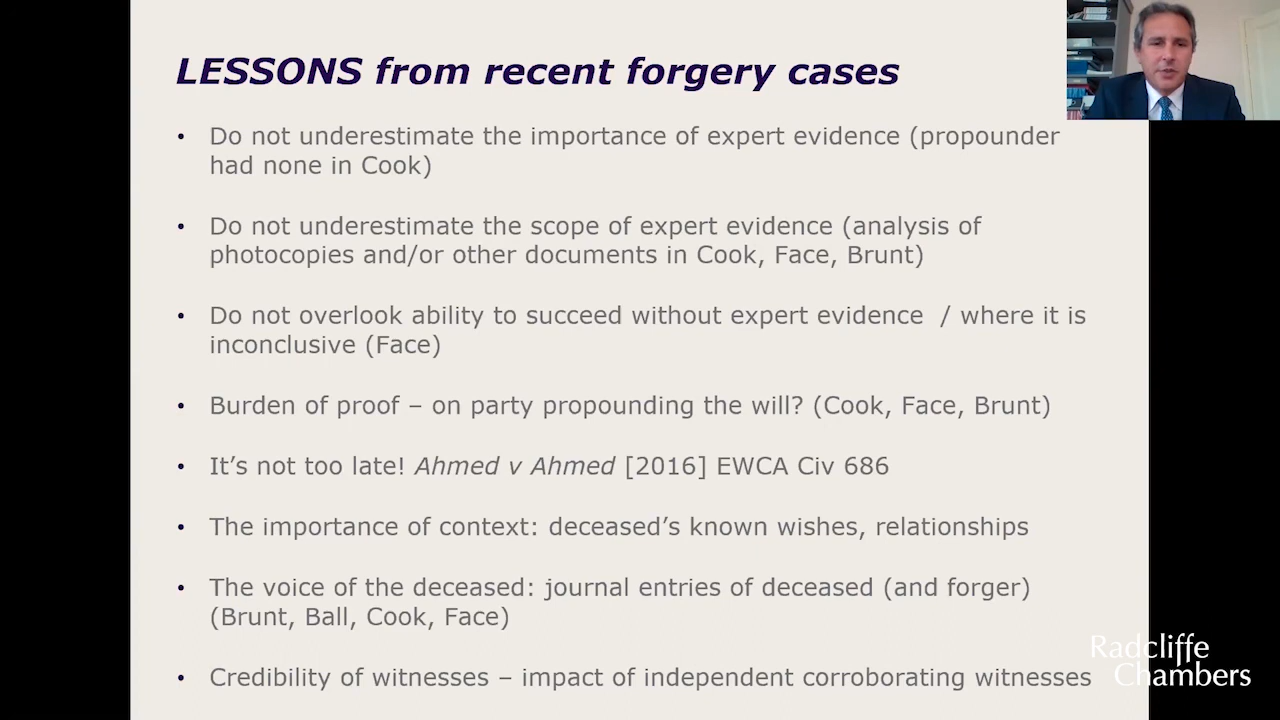 LESSONS from recent forgery cases
• Do not underestimate the importance of expert evidence (propounder
had none in Cook)
• Do not underestimate the scope of expert evidence (analysis of
photocopies and/or other documents in Cook, Face, Brunt)
• Do not overlook ability to succeed without expert evidence / where it is
inconclusive (Face)
• Burden of proof – on party propounding the will? (Cook, Face, Brunt)
• It’s not too late! Ahmed v Ahmed [2016] EWCA Civ 686
• The importance of context: deceased’s known wishes, relationships
• The voice of the deceased: journal entries of deceased (and forger)
(Brunt, Ball, Cook, Face)
• Credibility of witnesses – impact of independent corroborating witnesses
Radcliffe
Chambers